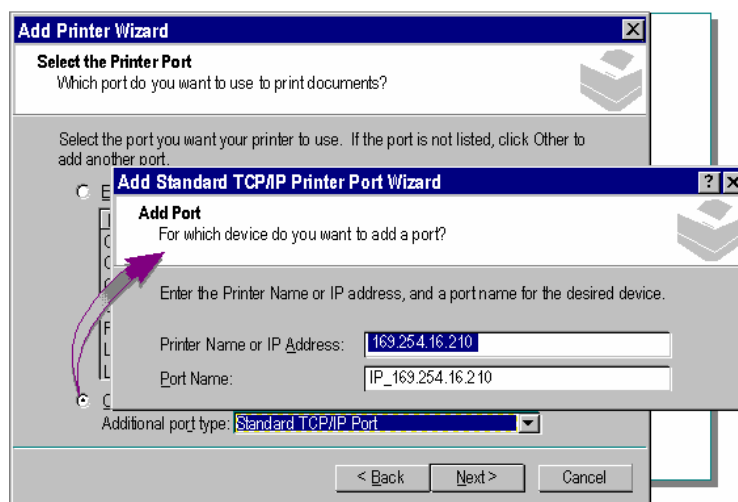 Add Printer Wizard
Select the Printer Port
Which port do you want to use to print documents?
Select the port you want your printer to use. If the port is not listed, click Other to
add another port.
Add Standard TCP/IP Printer Port Wizard
Add Port
For which device do you want to add a port?
Enter the Printer Name or IP address, and a port name for the desired device.
Printer Name or IP Address: 169.254.16.210
Port Name: IP_169.254.16.210
Additional port type: Standard TCP/IP Port
< Back Next > Cancel